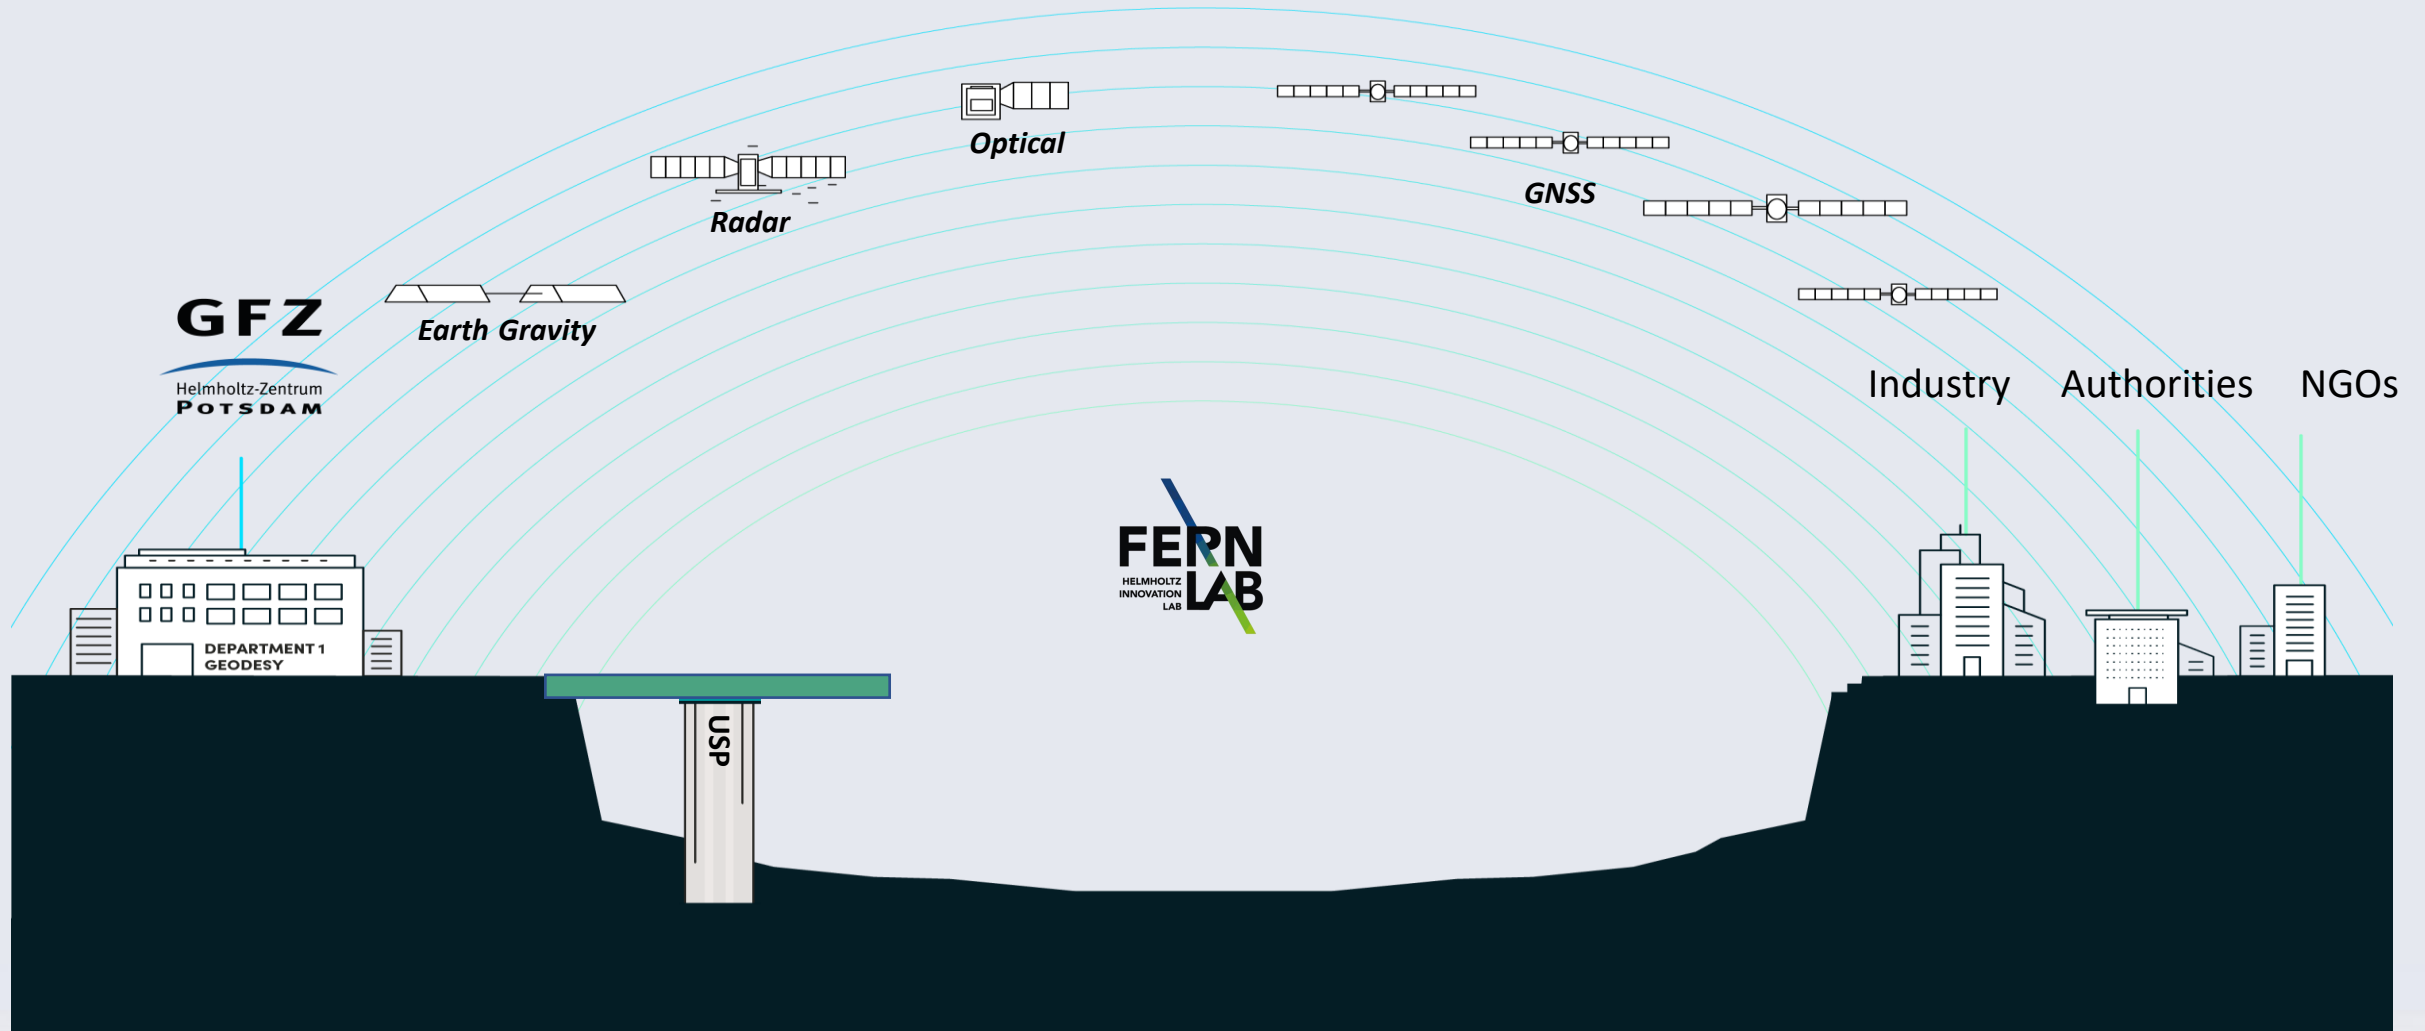 Optical
GNSS
Radar
GFZ
Helmholtz-Zentrum
POTSDAM
Earth Gravity
Industry
Authorities
NGOs
FERN
LAB
HELMHOLTZ
INNOVATION
LAB
DEPARTMENT 1
GEODESY
USP